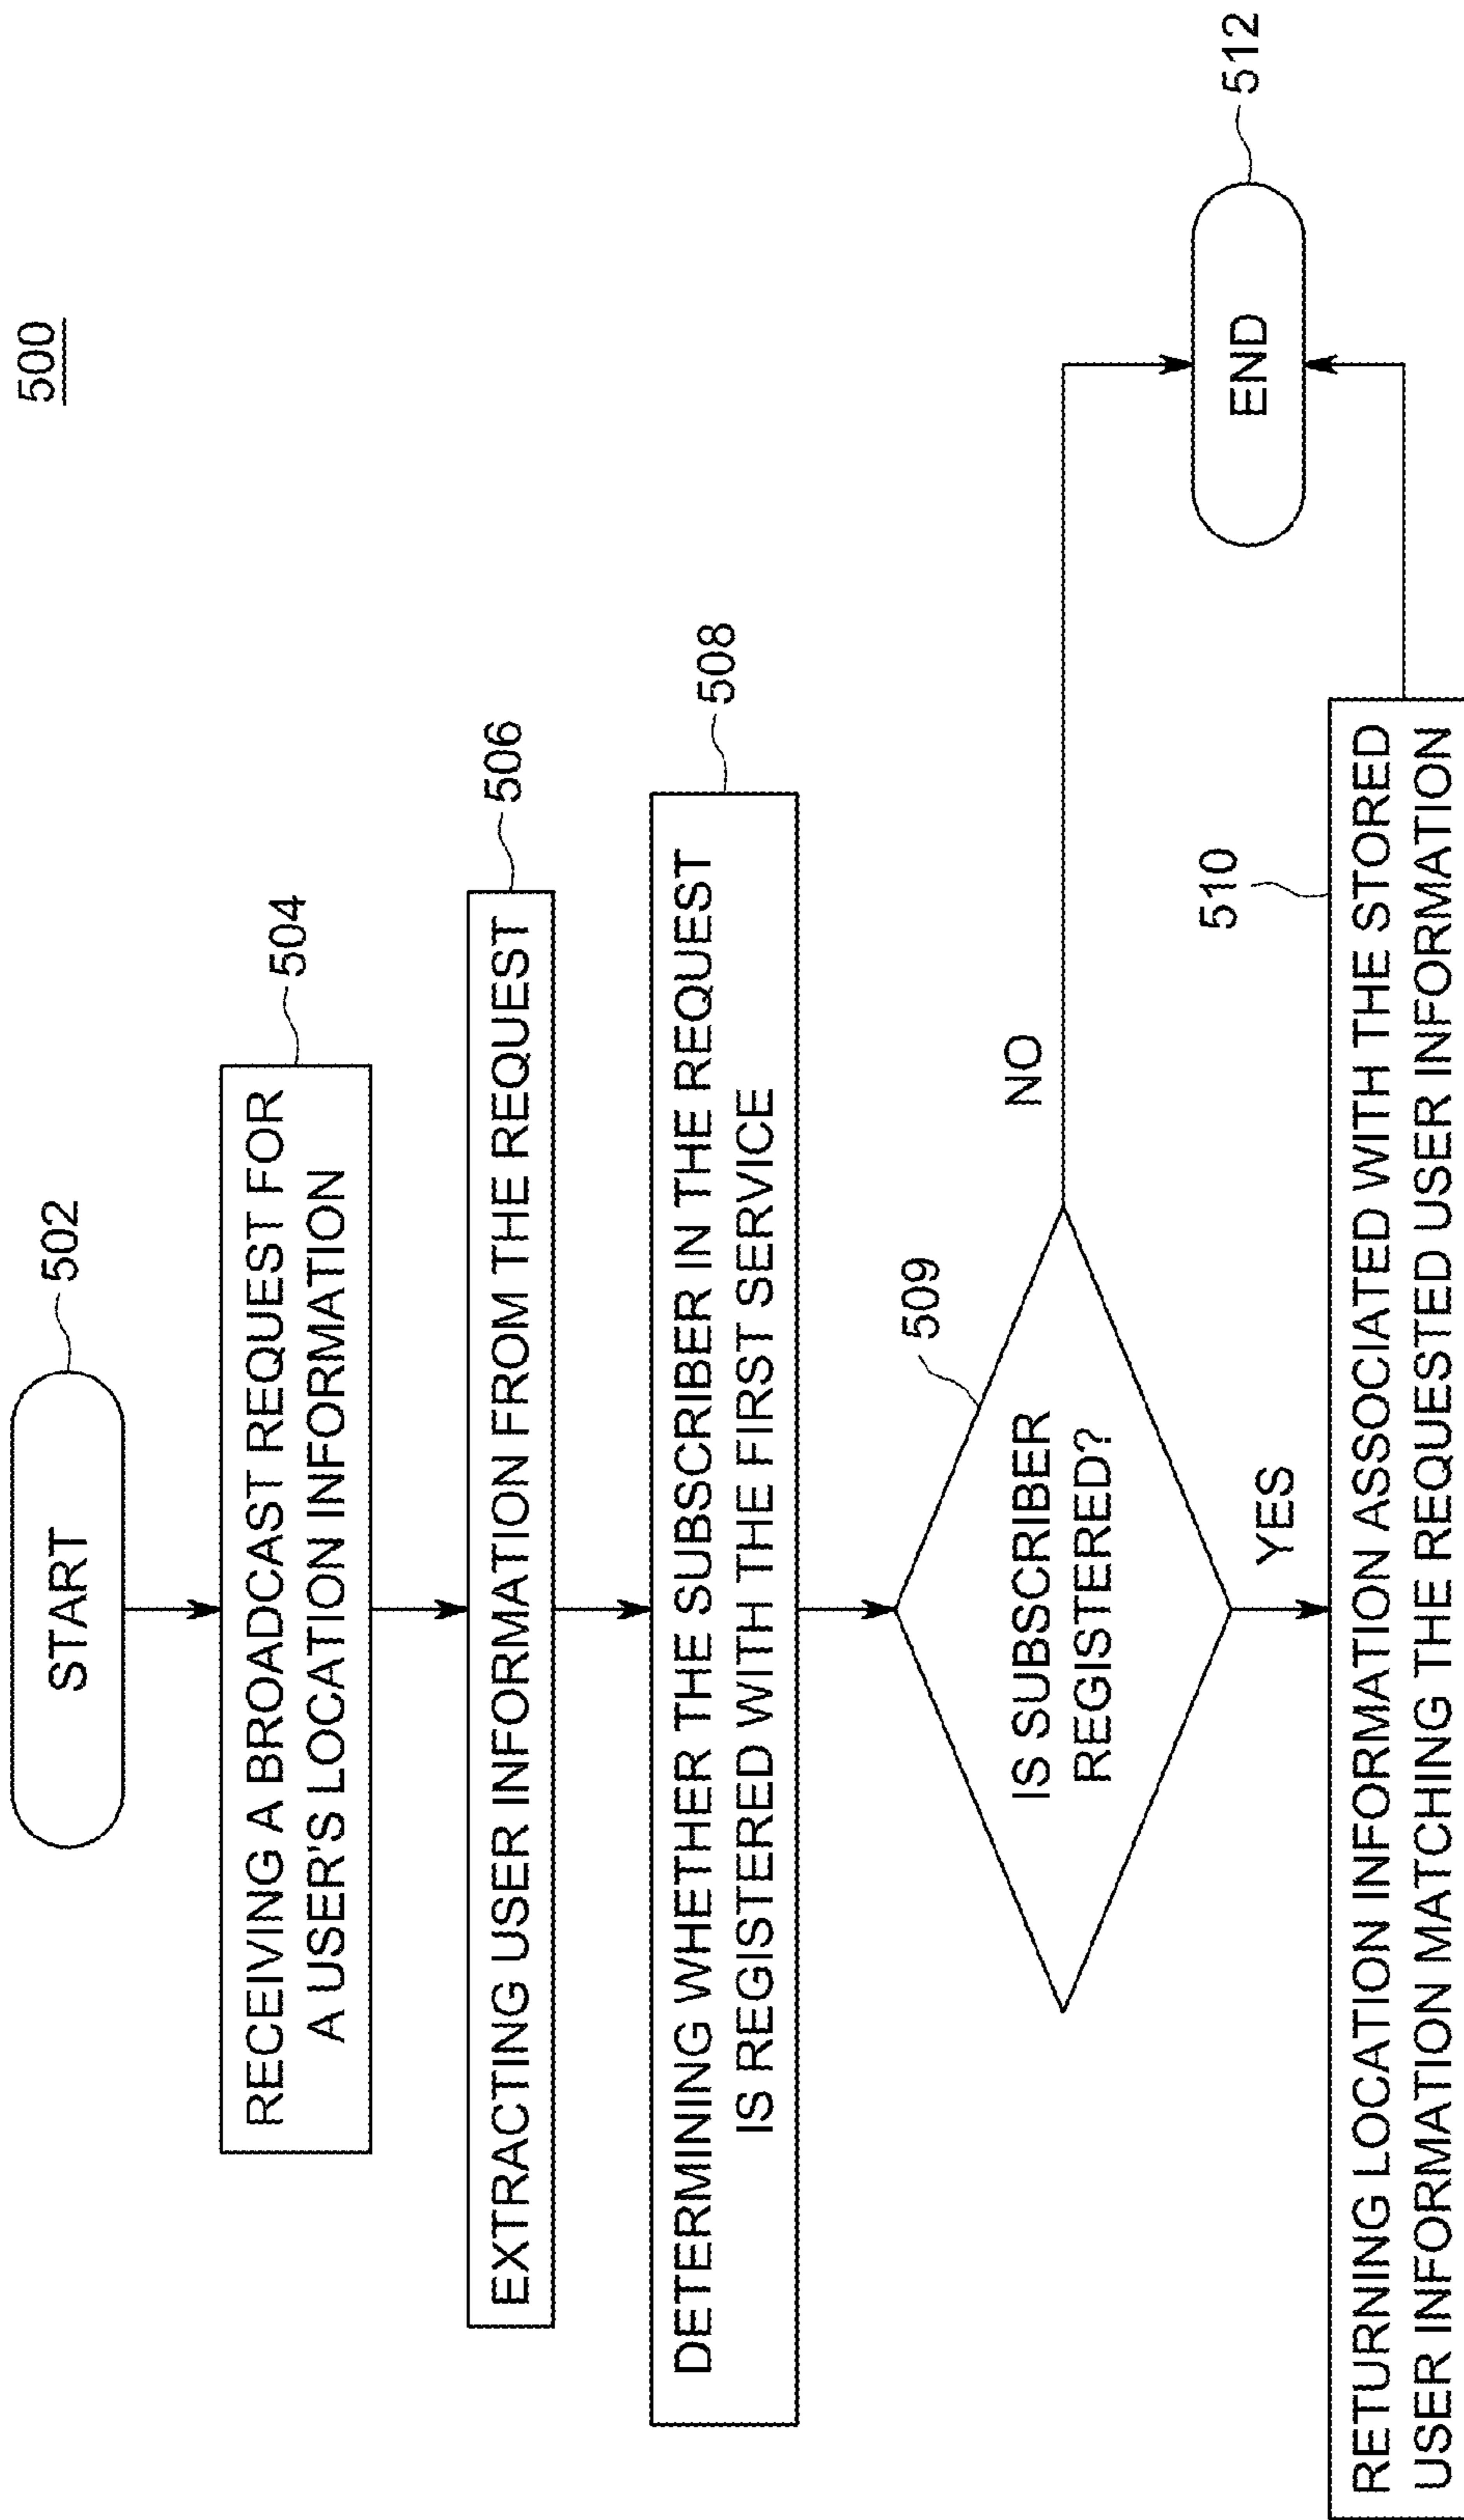 500
START
502
RECEIVING A BROADCAST REQUEST FOR
A USER'S LOCATION INFORMATION
504
EXTRACTING USER INFORMATION FROM THE REQUEST
506
DETERMINING WHETHER THE SUBSCRIBER IN THE REQUEST
IS REGISTERED WITH THE FIRST SERVICE
508
509
IS SUBSCRIBER
REGISTERED?
NO
YES
510
RETURNING LOCATION INFORMATION ASSOCIATED WITH THE STORED
USER INFORMATION MATCHING THE REQUESTED USER INFORMATION
END
512